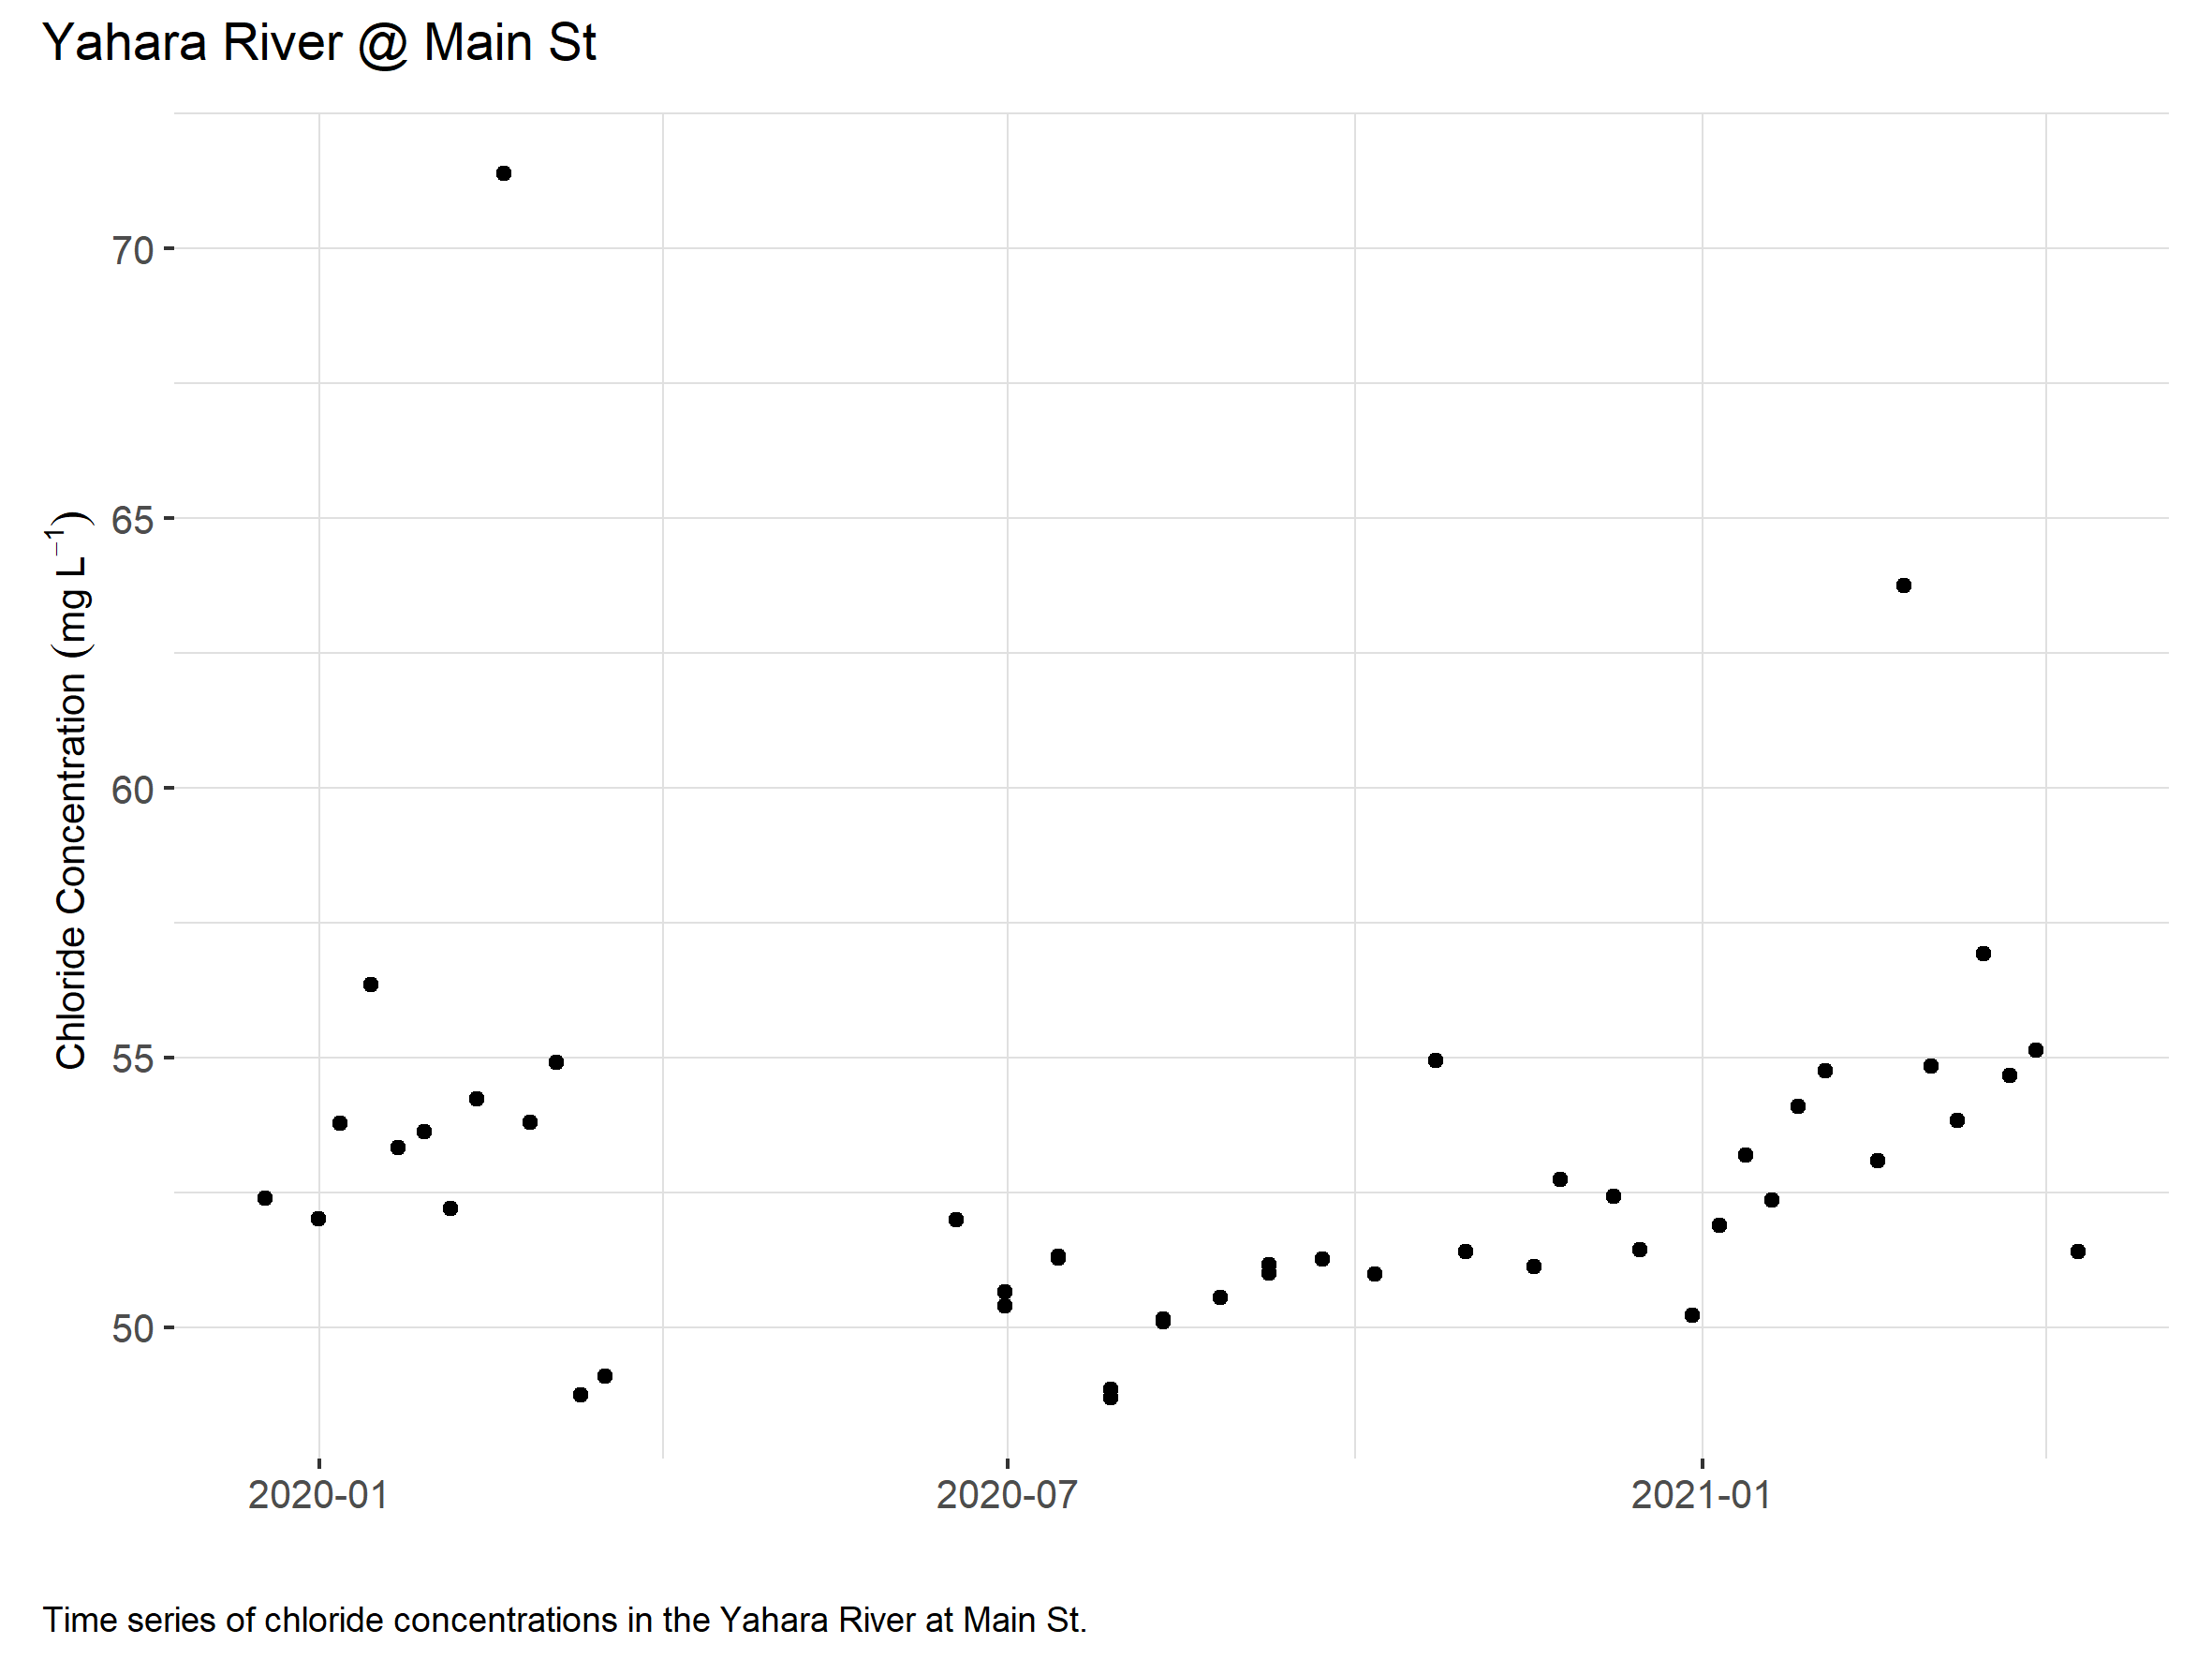 Yahara River @ Main St
Chloride Concentration (mg L⁻¹)
70
65
60
55
50
2020-01 2020-07 2021-01
Time series of chloride concentrations in the Yahara River at Main St.